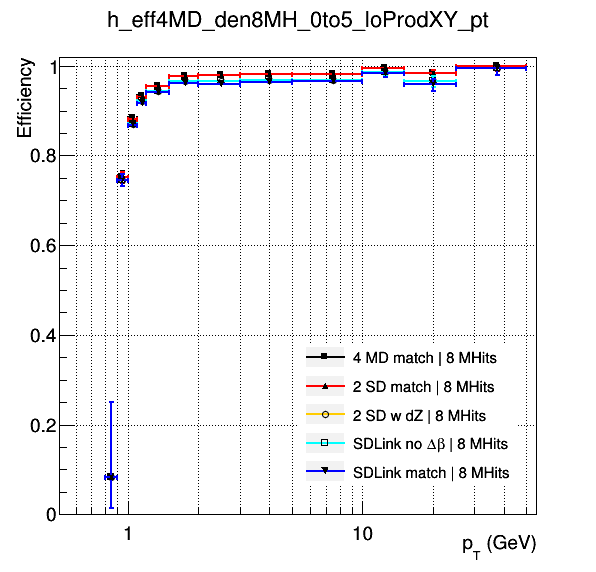 h_eff4MD_den8MH_0to5_loProdXY_pt
Efficiency
1
0.8
0.6
0.4
0.2
0
4 MD match | 8 MHits
2 SD match | 8 MHits
2 SD w dZ | 8 MHits
SDLink no Δβ | 8 MHits
SDLink match | 8 MHits
1
10
p_T (GeV)